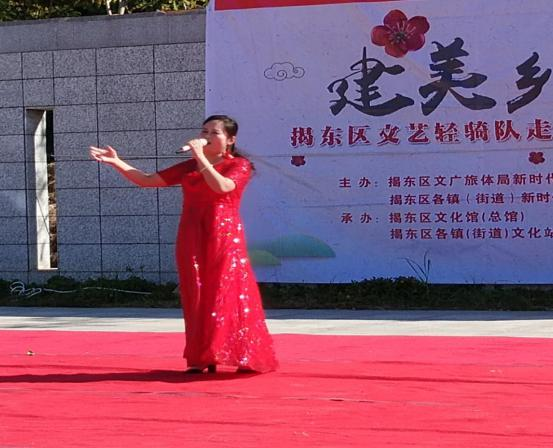 建美乡
揭东区文艺轻骑队走
主办：揭东区文广旅体局新时代
揭东区各镇（街道）新时
承办：揭东区文化馆(总馆)
揭东区各镇(街道)文化站